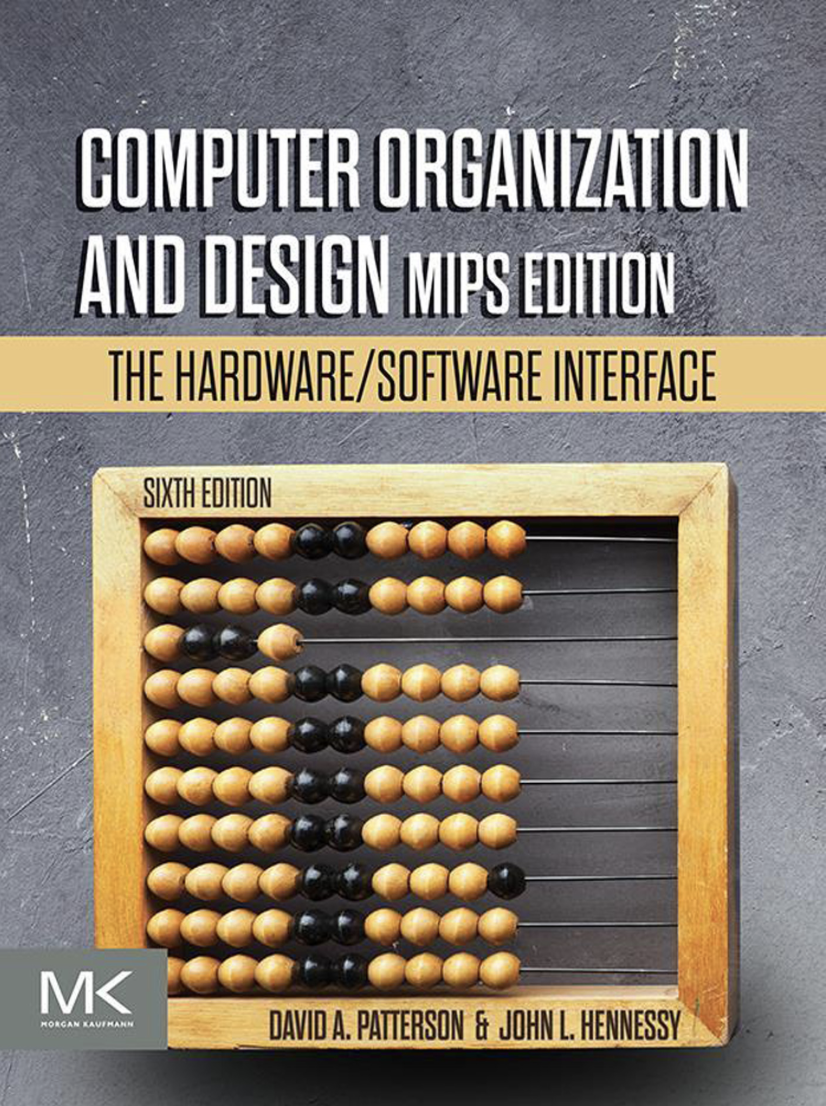 COMPUTER ORGANIZATION
AND DESIGN MIPS EDITION
THE HARDWARE/SOFTWARE INTERFACE
SIXTH EDITION
MK
MORGAN KAUFMANN
DAVID A. PATTERSON & JOHN L. HENNESSY